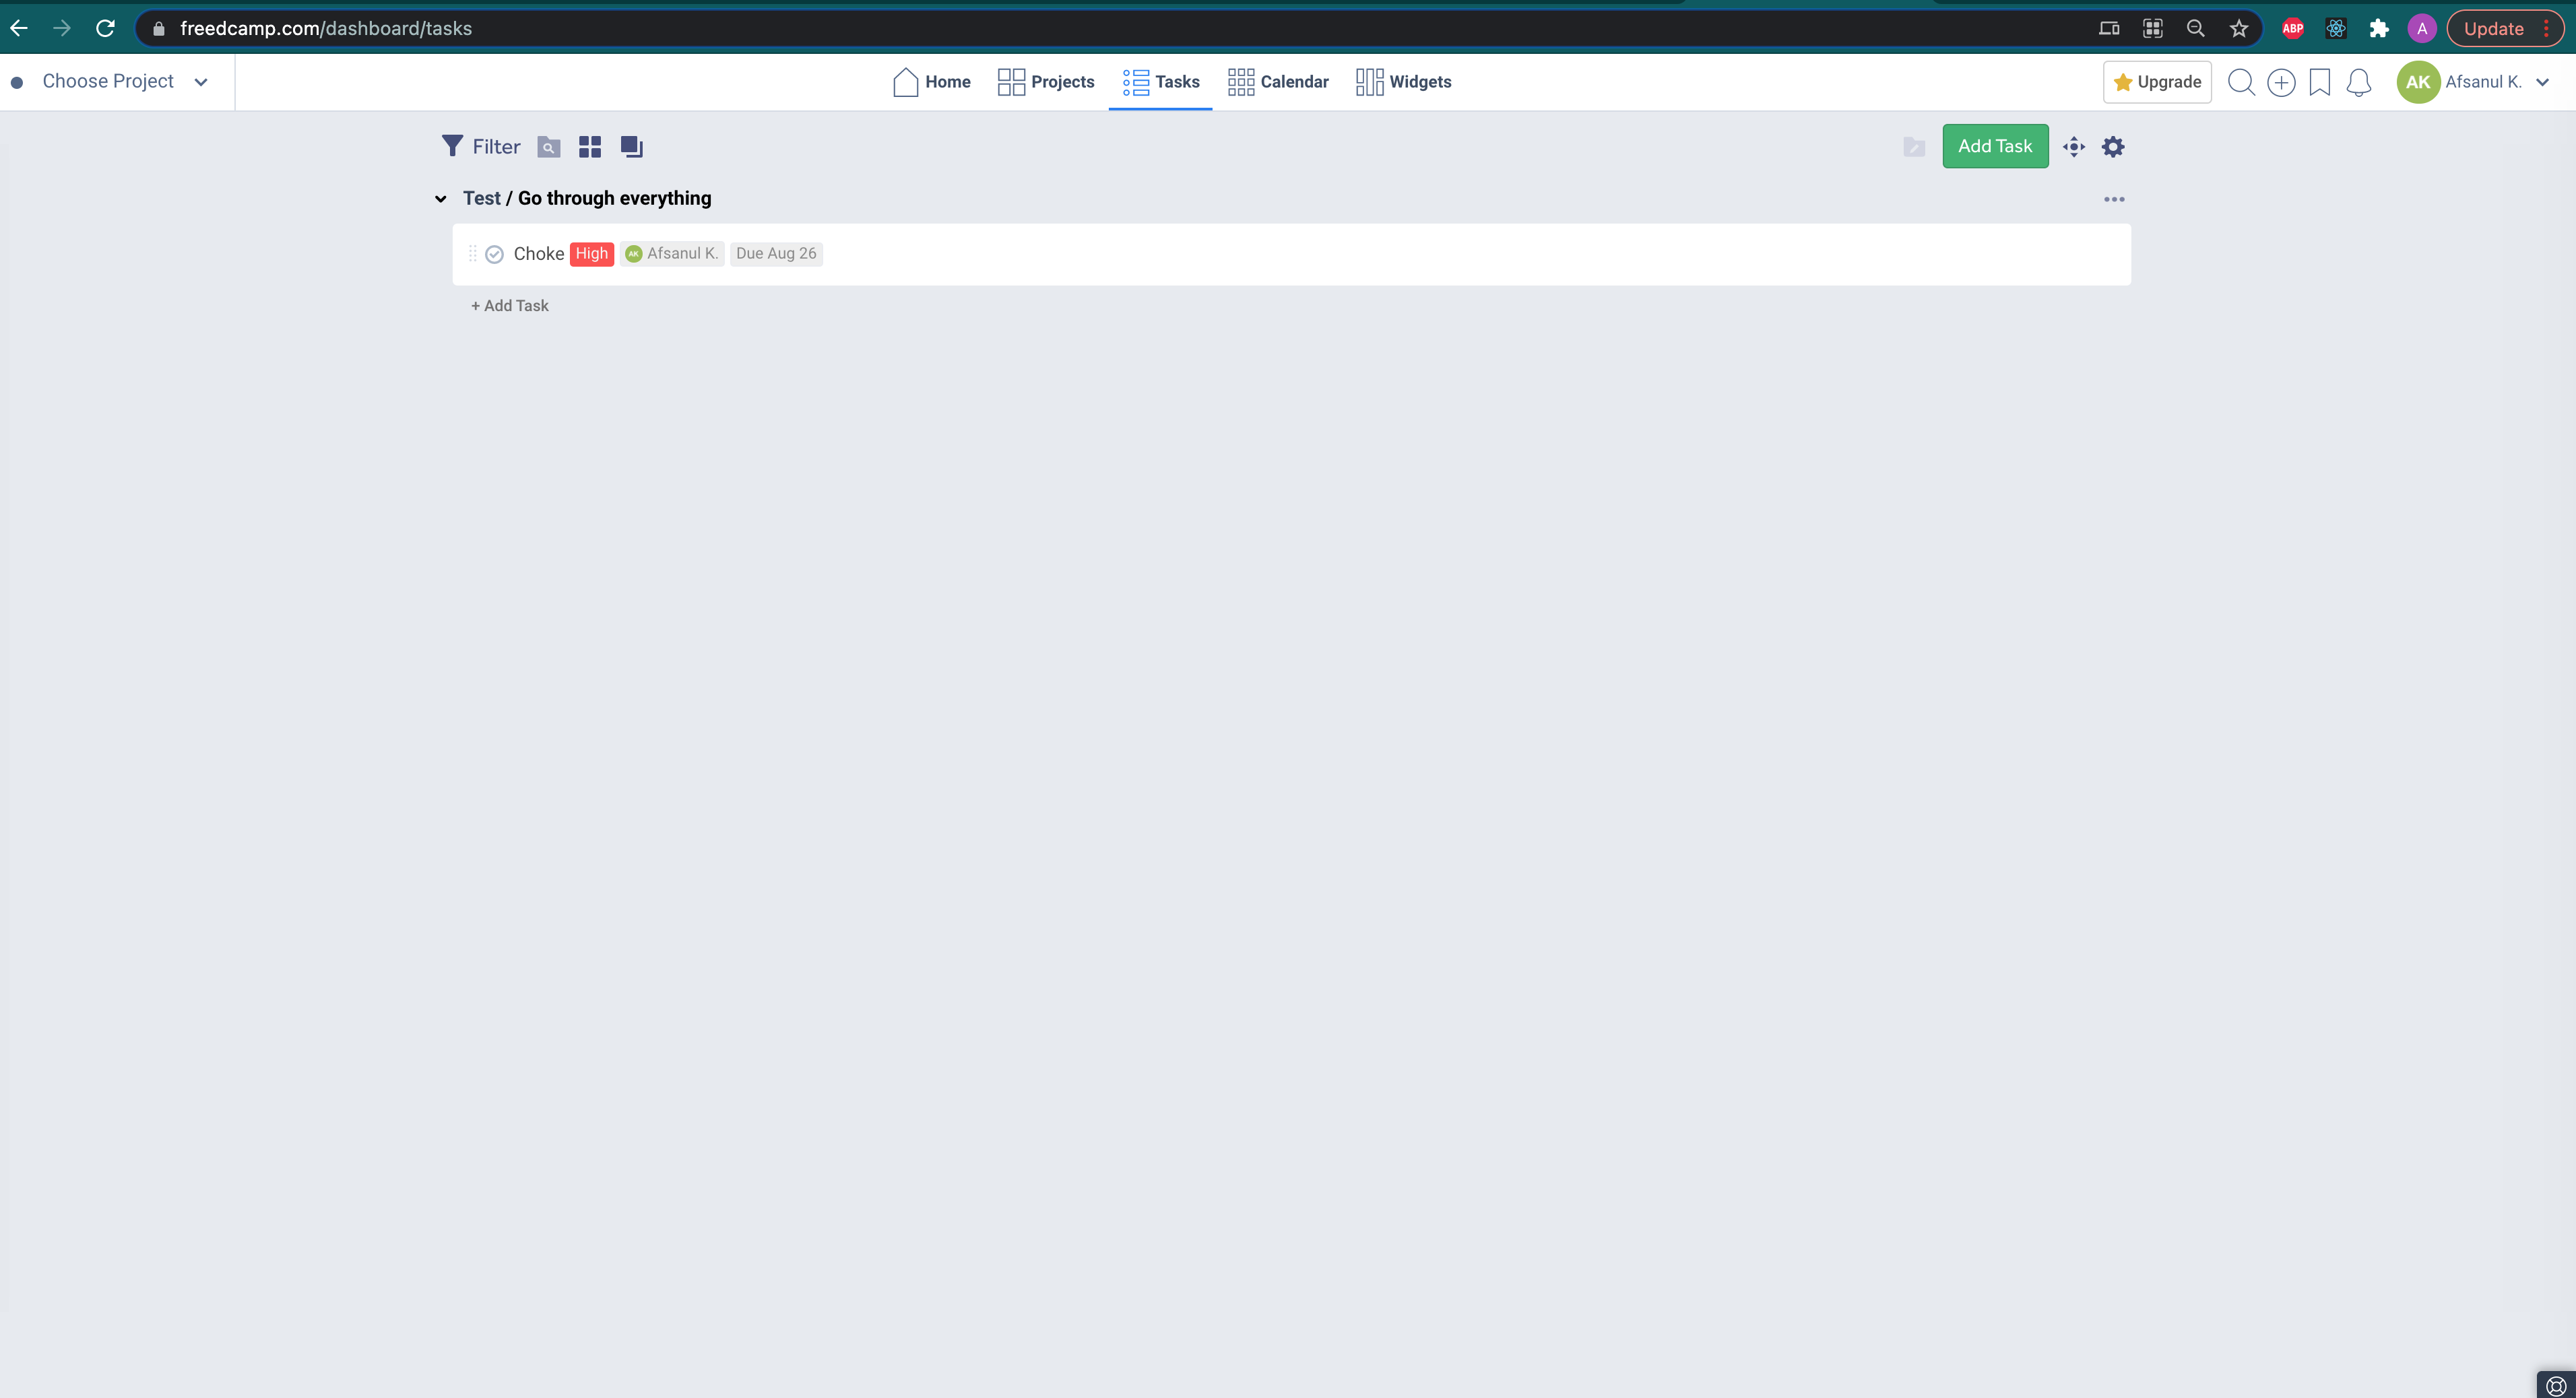 freedcamp.com/dashboard/tasks
ABP
A
Update
Choose Project
Home
Projects
Tasks
Calendar
Widgets
Upgrade
AK
Afsanul K.
Filter
Add Task
Test / Go through everything
Choke High AK Afsanul K. Due Aug 26
+ Add Task